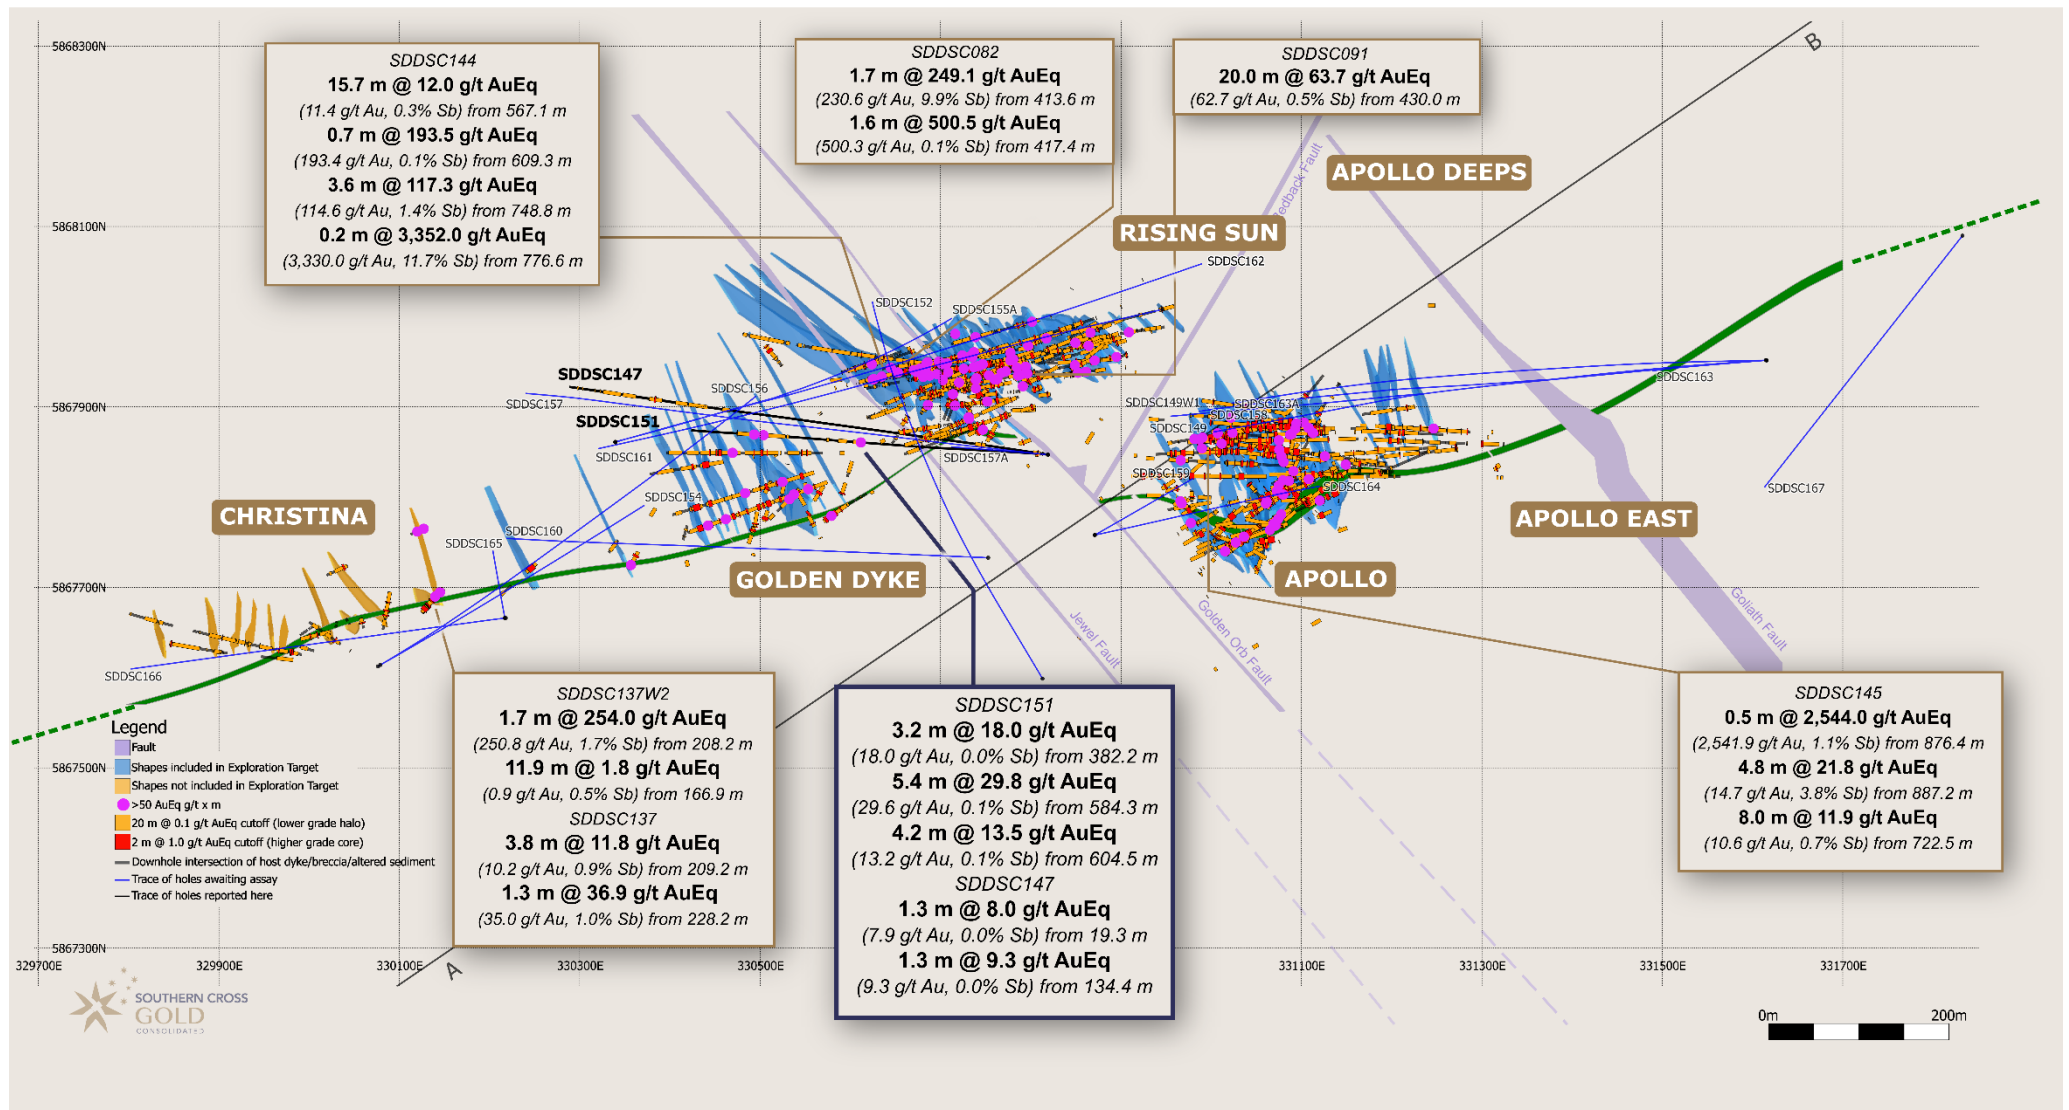 5868300N
5868100N
5867900N
5867700N
5867500N
5867300N
329700E
329900E
330100E
330300E
330500E
331100E
331300E
331500E
331700E
SDDSC144
15.7 m @ 12.0 g/t AuEq
(11.4 g/t Au, 0.3% Sb) from 567.1 m
0.7 m @ 193.5 g/t AuEq
(193.4 g/t Au, 0.1% Sb) from 609.3 m
3.6 m @ 117.3 g/t AuEq
(114.6 g/t Au, 1.4% Sb) from 748.8 m
0.2 m @ 3,352.0 g/t AuEq
(3,330.0 g/t Au, 11.7% Sb) from 776.6 m
SDDSC082
1.7 m @ 249.1 g/t AuEq
(230.6 g/t Au, 9.9% Sb) from 413.6 m
1.6 m @ 500.5 g/t AuEq
(500.3 g/t Au, 0.1% Sb) from 417.4 m
SDDSC091
20.0 m @ 63.7 g/t AuEq
(62.7 g/t Au, 0.5% Sb) from 430.0 m
B
APOLLO DEEPS
RISING SUN
Redback Fault
SDDSC162
SDDSC152
SDDSC155A
SDDSC147
SDDSC156
SDDSC157
SDDSC151
SDDSC161
SDDSC157A
SDDSC154
SDDSC160
SDDSC165
SDDSC166
SDDSC149W1
SDDSC163A
SDDSC158
SDDSC149
SDDSC159
SDDSC164
SDDSC163
SDDSC167
CHRISTINA
GOLDEN DYKE
APOLLO
APOLLO EAST
Jewel Fault
Golden Orb Fault
Goliath Fault
SDDSC137W2
1.7 m @ 254.0 g/t AuEq
(250.8 g/t Au, 1.7% Sb) from 208.2 m
11.9 m @ 1.8 g/t AuEq
(0.9 g/t Au, 0.5% Sb) from 166.9 m
SDDSC137
3.8 m @ 11.8 g/t AuEq
(10.2 g/t Au, 0.9% Sb) from 209.2 m
1.3 m @ 36.9 g/t AuEq
(35.0 g/t Au, 1.0% Sb) from 228.2 m
SDDSC151
3.2 m @ 18.0 g/t AuEq
(18.0 g/t Au, 0.0% Sb) from 382.2 m
5.4 m @ 29.8 g/t AuEq
(29.6 g/t Au, 0.1% Sb) from 584.3 m
4.2 m @ 13.5 g/t AuEq
(13.2 g/t Au, 0.1% Sb) from 604.5 m
SDDSC147
1.3 m @ 8.0 g/t AuEq
(7.9 g/t Au, 0.0% Sb) from 19.3 m
1.3 m @ 9.3 g/t AuEq
(9.3 g/t Au, 0.0% Sb) from 134.4 m
SDDSC145
0.5 m @ 2,544.0 g/t AuEq
(2,541.9 g/t Au, 1.1% Sb) from 876.4 m
4.8 m @ 21.8 g/t AuEq
(14.7 g/t Au, 3.8% Sb) from 887.2 m
8.0 m @ 11.9 g/t AuEq
(10.6 g/t Au, 0.7% Sb) from 722.5 m
Legend
Fault
Shapes included in Exploration Target
Shapes not included in Exploration Target
>50 AuEq g/t x m
20 m @ 0.1 g/t AuEq cutoff (lower grade halo)
2 m @ 1.0 g/t AuEq cutoff (higher grade core)
Downhole intersection of host dyke/breccia/altered sediment
Trace of holes awaiting assay
Trace of holes reported here
A
SOUTHERN CROSS
GOLD
CONSOLIDATED
0m 200m